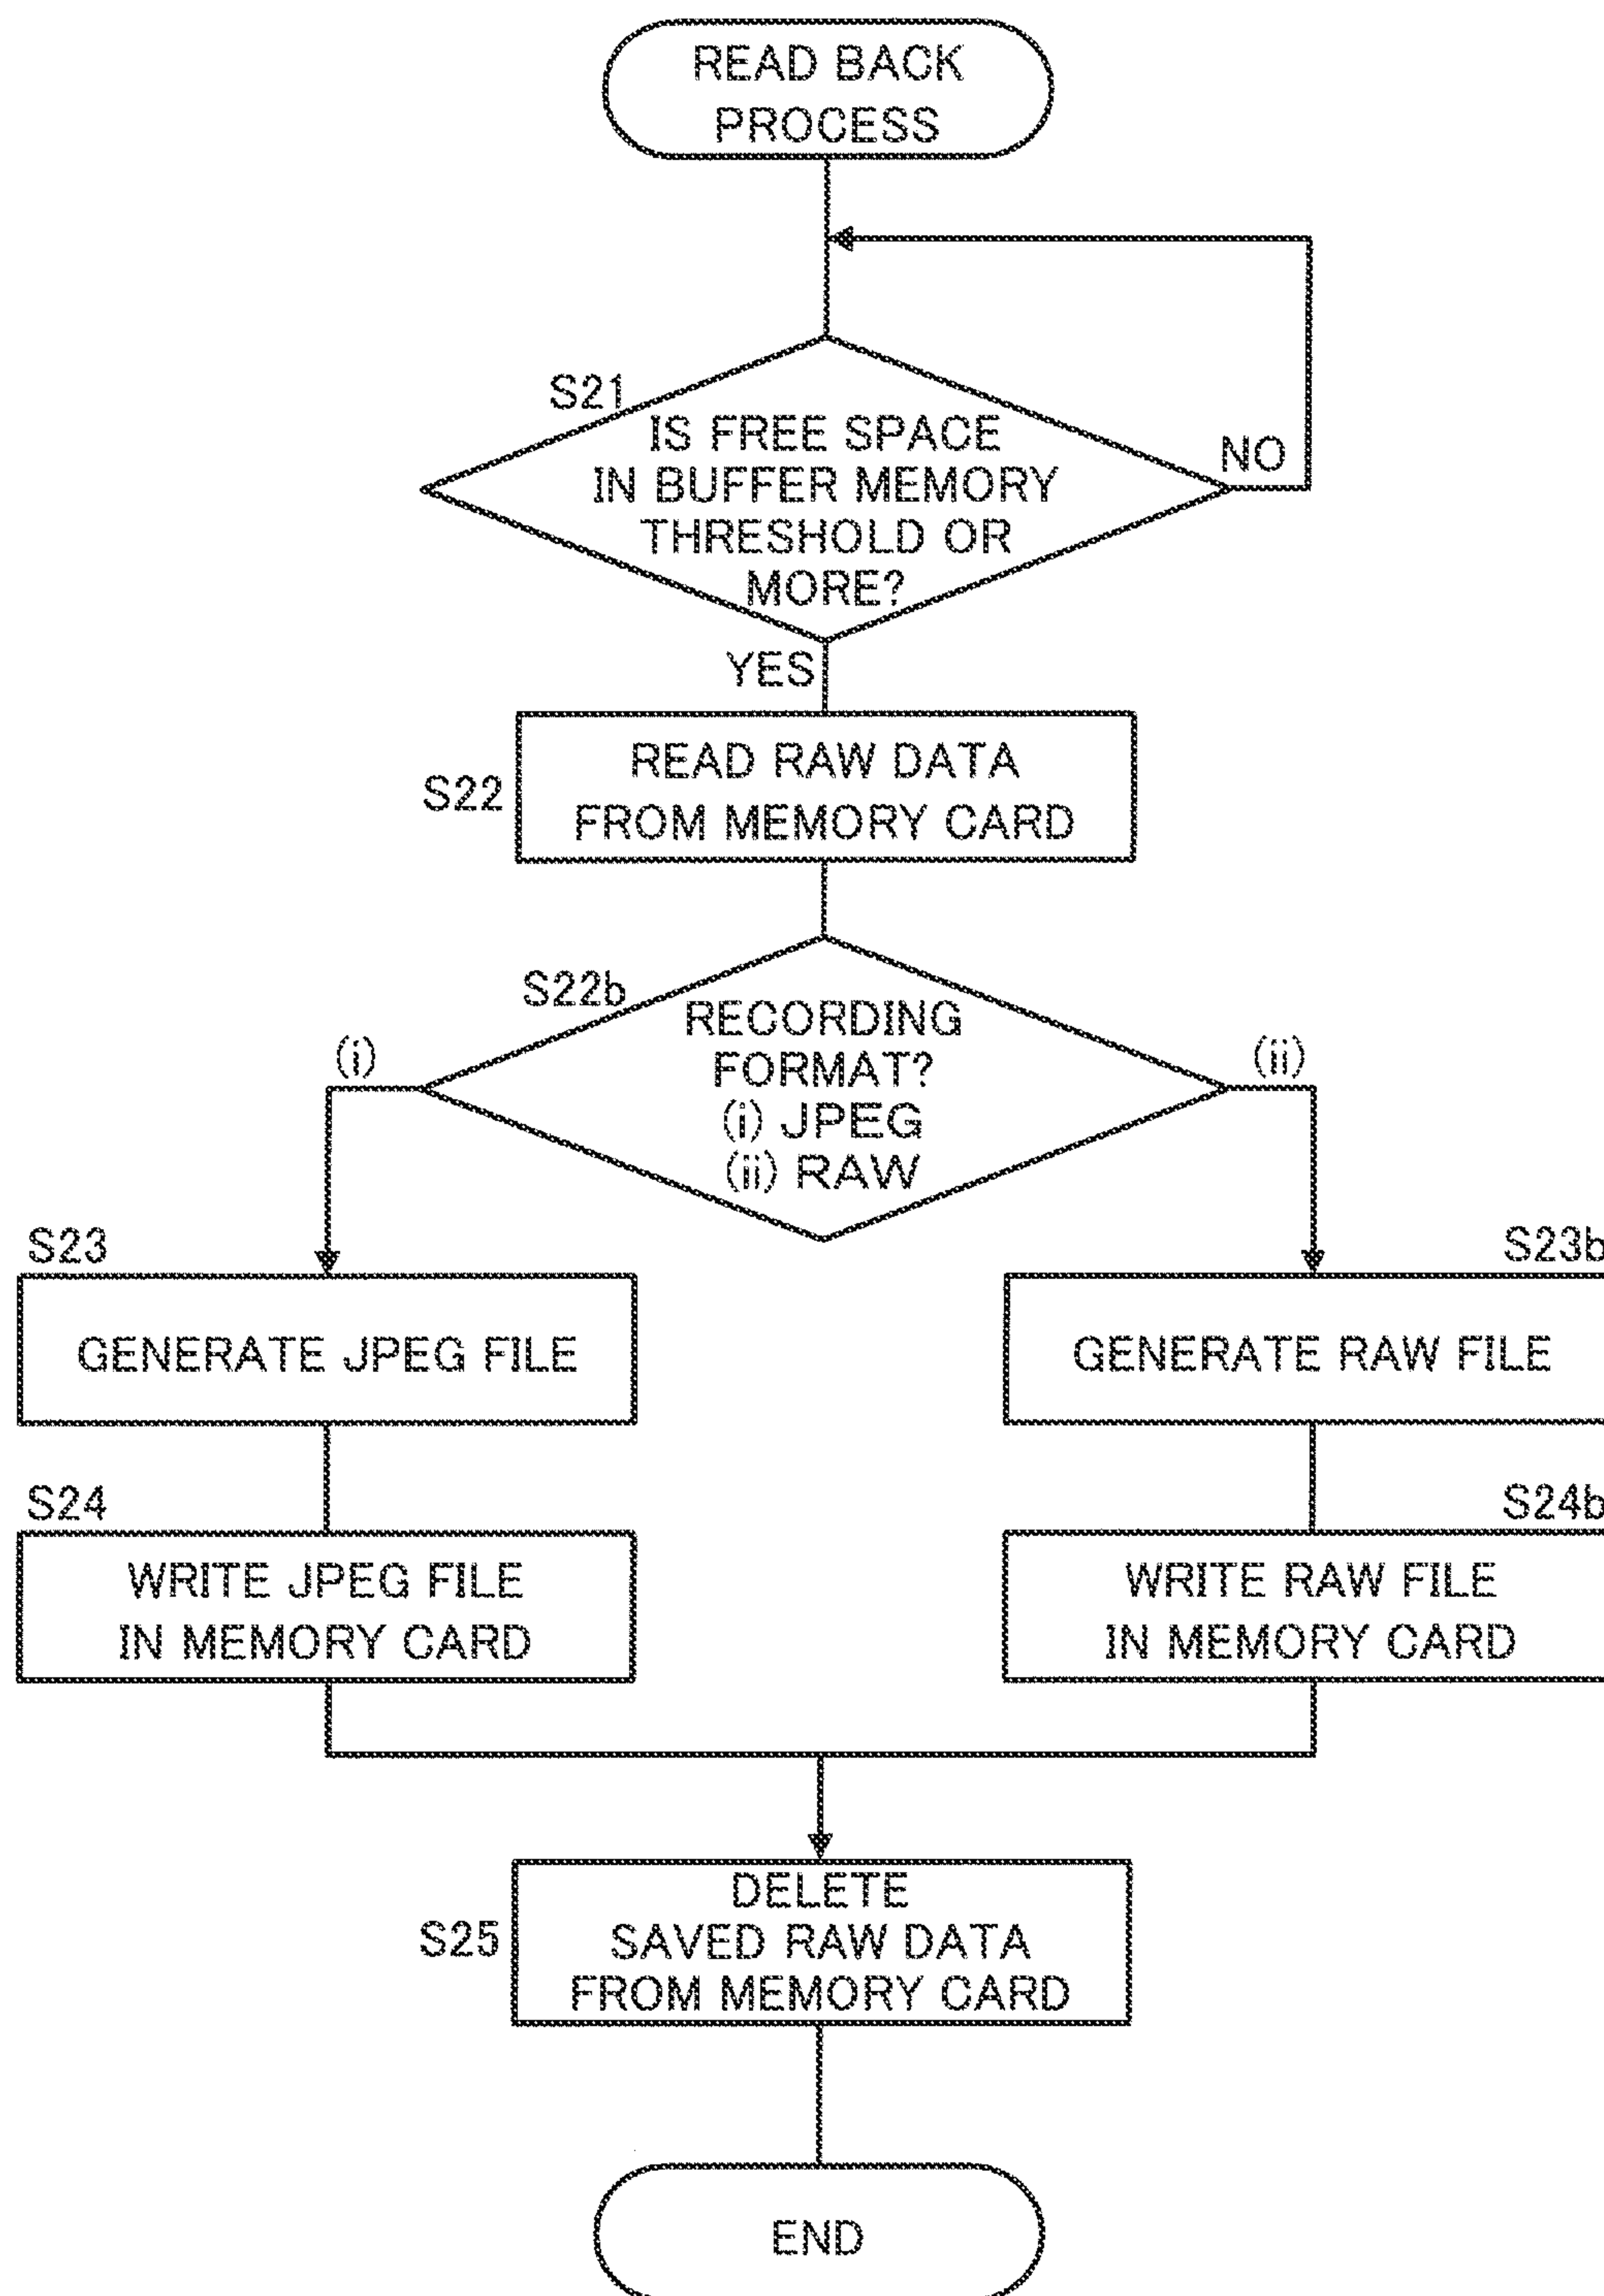 READ BACK
PROCESS
S21
IS FREE SPACE
IN BUFFER MEMORY
THRESHOLD OR
MORE?
NO
YES
S22
READ RAW DATA
FROM MEMORY CARD
S22b
RECORDING
FORMAT?
(i) JPEG
(ii) RAW
(i)
(ii)
S23
GENERATE JPEG FILE
S23b
GENERATE RAW FILE
S24
WRITE JPEG FILE
IN MEMORY CARD
S24b
WRITE RAW FILE
IN MEMORY CARD
S25
DELETE
SAVED RAW DATA
FROM MEMORY CARD
END